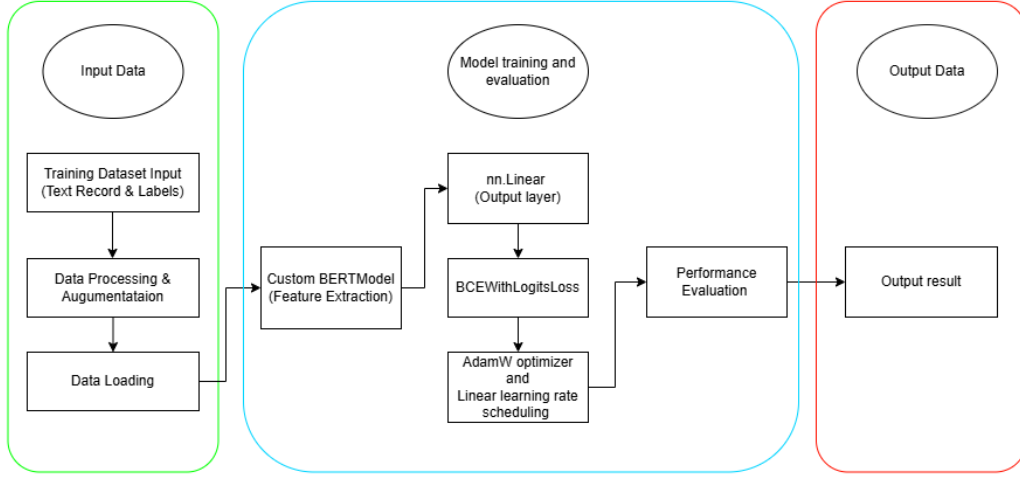 Input Data
Training Dataset Input
(Text Record & Labels)
Data Processing &
Augumentataion
Data Loading
Model training and
evaluation
Custom BERTModel
(Feature Extraction)
nn.Linear
(Output layer)
BCEWithLogitsLoss
AdamW optimizer
and
Linear learning rate
scheduling
Performance
Evaluation
Output Data
Output result